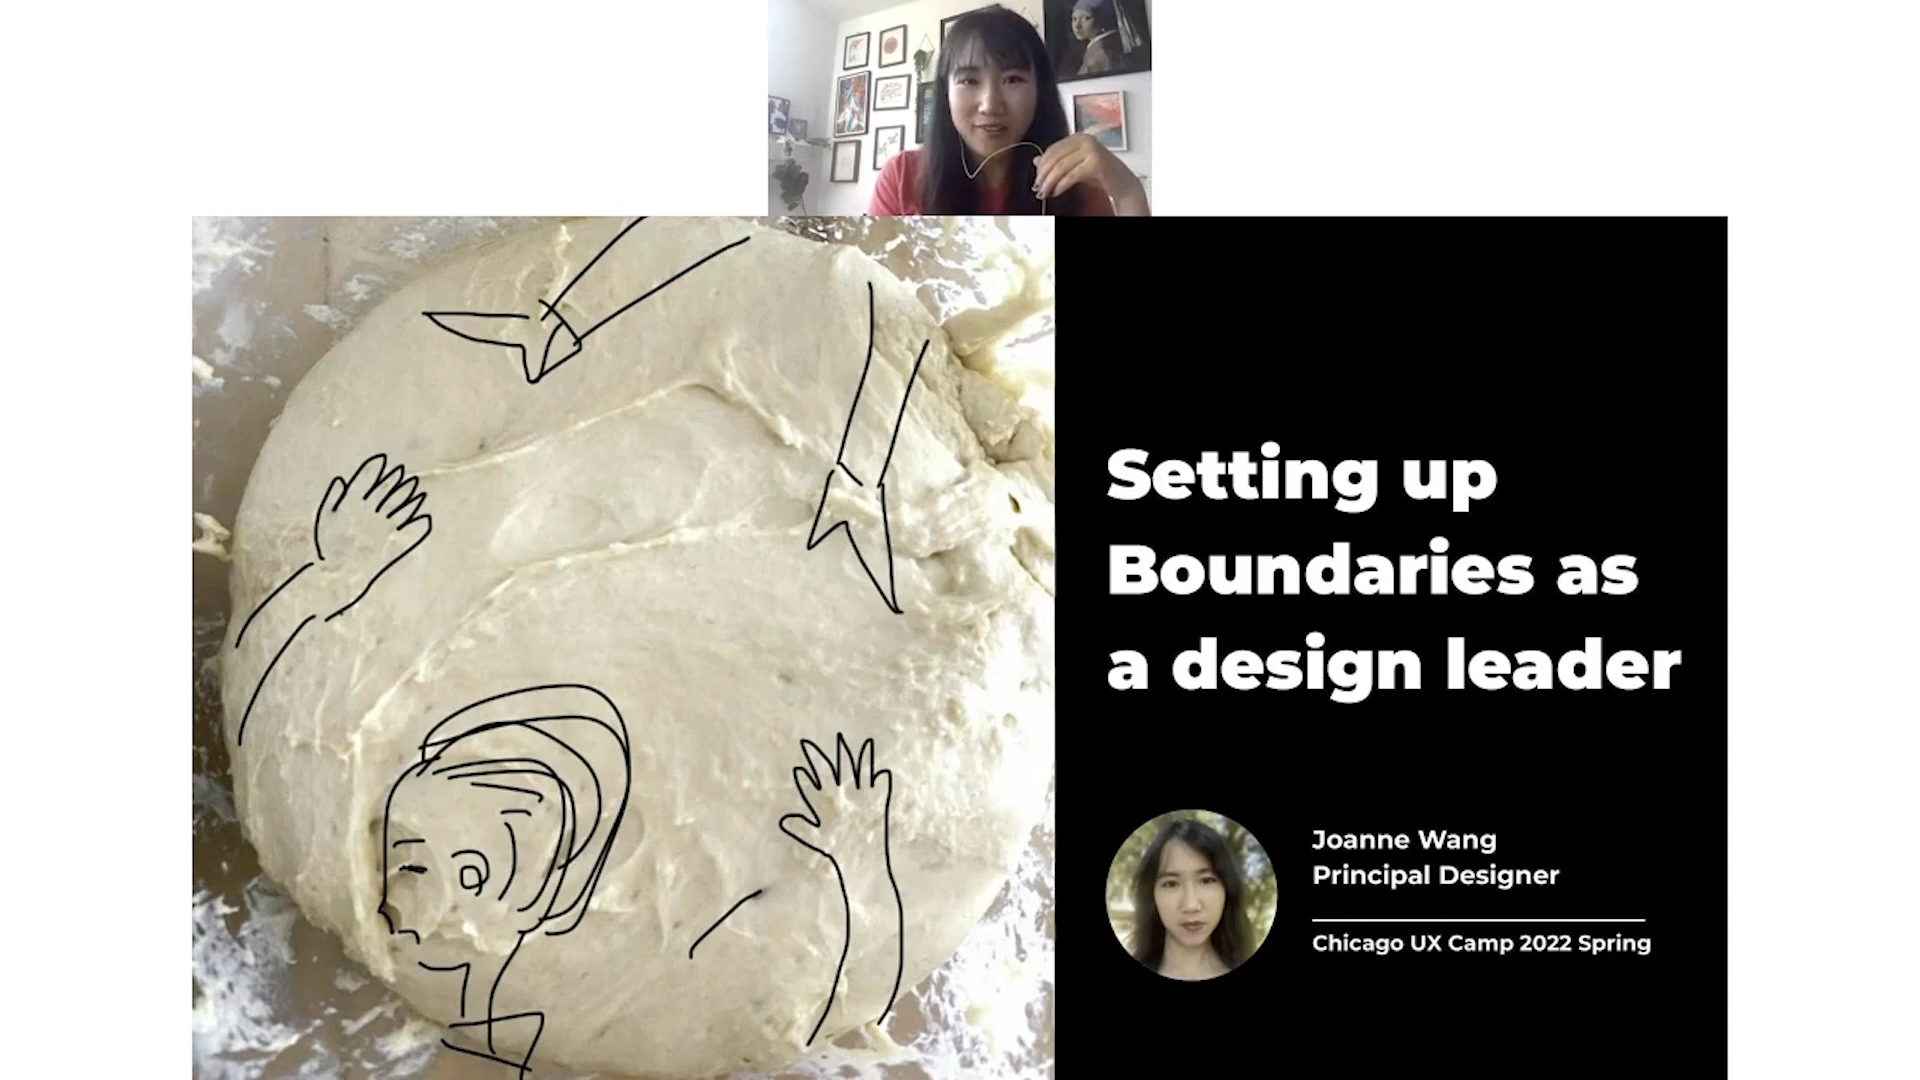 Setting up
Boundaries as
a design leader
Joanne Wang
Principal Designer
Chicago UX Camp 2022 Spring